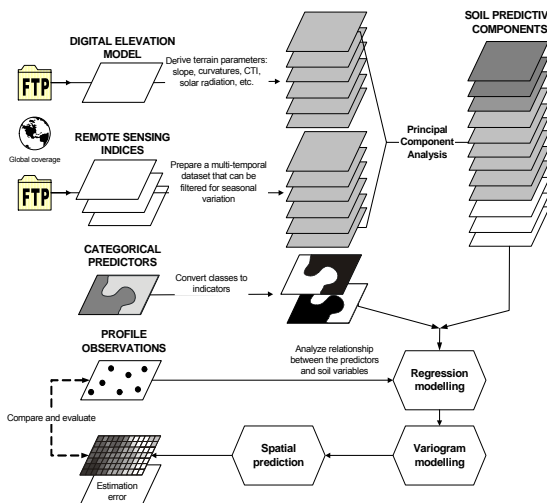 SOIL PREDICTIVE
COMPONENTS
DIGITAL ELEVATION
MODEL
Derive terrain parameters:
slope, curvatures, CTI,
solar radiation, etc.
FTP
Global coverage
REMOTE SENSING
INDICES
Prepare a multi-temporal
dataset that can be
filtered for seasonal
variation
FTP
Principal
Component
Analysis
CATEGORICAL
PREDICTORS
Convert classes to
indicators
PROFILE
OBSERVATIONS
Analyze relationship
between the predictors
and soil variables
Regression
modelling
Compare and evaluate
Spatial
prediction
Variogram
modelling
Estimation
error